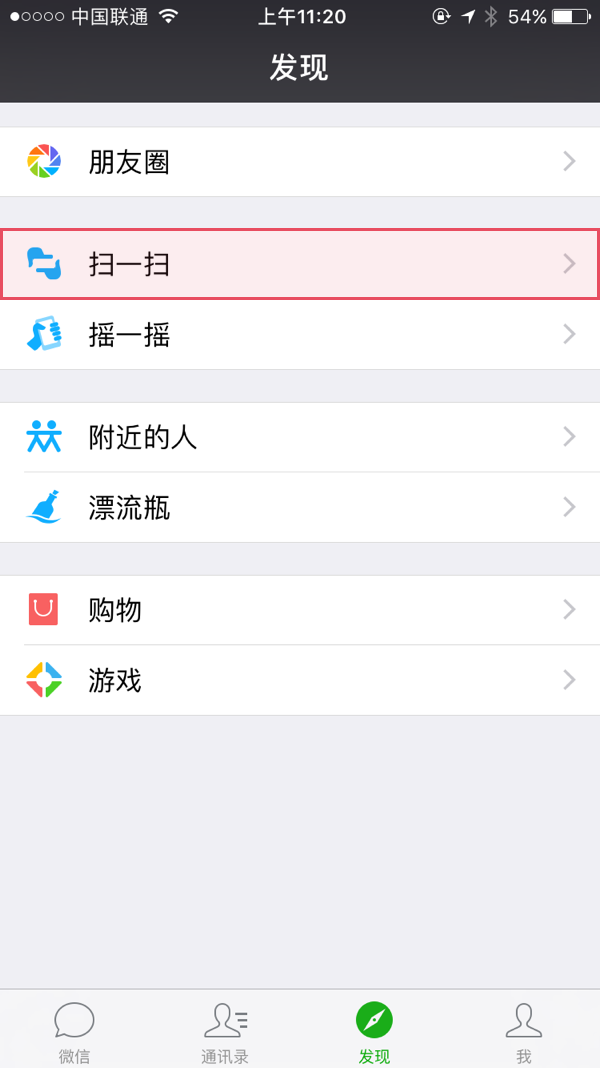 中国联通 上午11:20 54%
发现
朋友圈
扫一扫
摇一摇
附近的人
漂流瓶
购物
游戏
微信 通讯录 发现 我